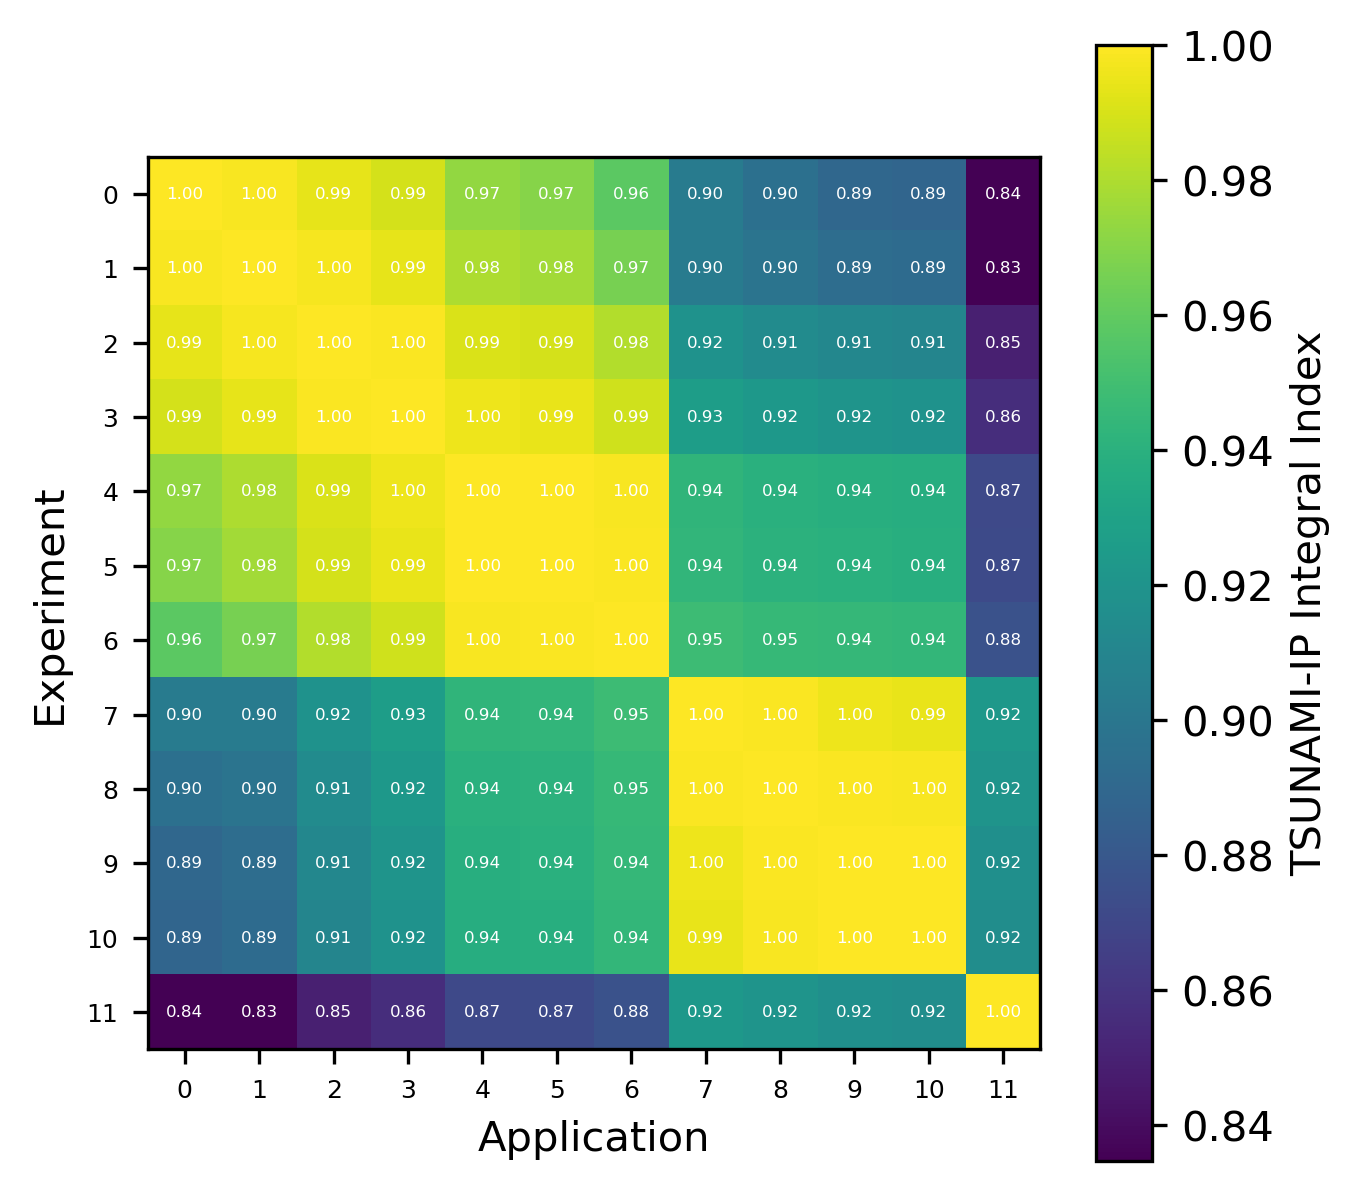 0 1.00 1.00 0.99 0.99 0.97 0.97 0.96 0.90 0.90 0.89 0.89 0.84
1 1.00 1.00 1.00 0.99 0.98 0.98 0.97 0.90 0.90 0.89 0.89 0.83
2 0.99 1.00 1.00 1.00 0.99 0.99 0.98 0.92 0.91 0.91 0.91 0.85
3 0.99 0.99 1.00 1.00 1.00 0.99 0.99 0.93 0.92 0.92 0.92 0.86
4 0.97 0.98 0.99 1.00 1.00 1.00 1.00 0.94 0.94 0.94 0.94 0.87
5 0.97 0.98 0.99 0.99 1.00 1.00 1.00 0.94 0.94 0.94 0.94 0.87
6 0.96 0.97 0.98 0.99 1.00 1.00 1.00 0.95 0.95 0.94 0.94 0.88
7 0.90 0.90 0.92 0.93 0.94 0.94 0.95 1.00 1.00 1.00 0.99 0.92
8 0.90 0.90 0.91 0.92 0.94 0.94 0.95 1.00 1.00 1.00 1.00 0.92
9 0.89 0.89 0.91 0.92 0.94 0.94 0.94 1.00 1.00 1.00 1.00 0.92
10 0.89 0.89 0.91 0.92 0.94 0.94 0.94 0.99 1.00 1.00 1.00 0.92
11 0.84 0.83 0.85 0.86 0.87 0.87 0.88 0.92 0.92 0.92 0.92 1.00
0 1 2 3 4 5 6 7 8 9 10 11
Application
Experiment
1.00
0.98
0.96
0.94
0.92
0.90
0.88
0.86
0.84
TSUNAMI-IP Integral Index